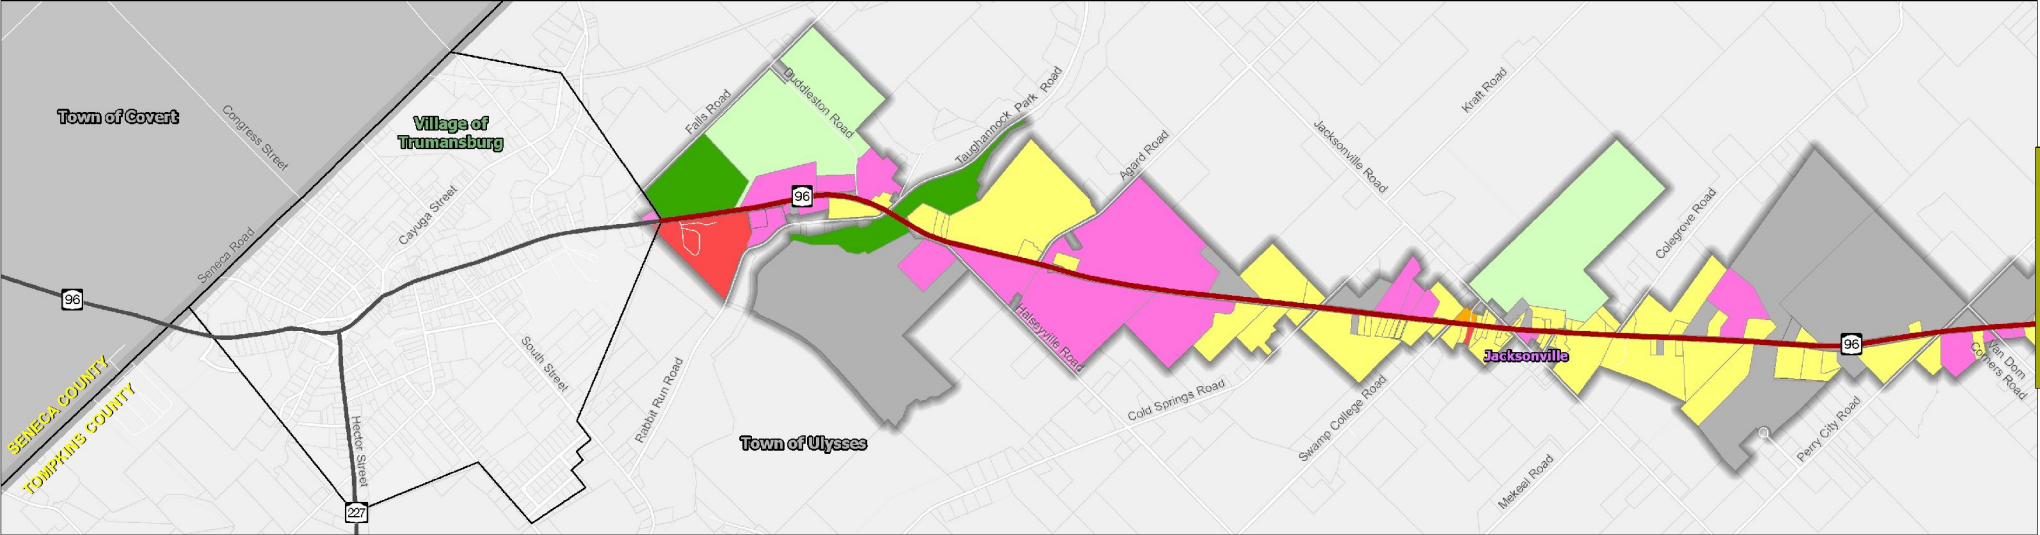 Town of Covert
Congress Street
Village of
Trumansburg
Cayuga Street
Seneca Road
96
SENECA COUNTY
TOMPKINS COUNTY
Hector Street
227
South Street
Rabbit Run Road
Falls Road
Duddleston Road
96
Taughannock Park Road
Agard Road
Halseyville Road
Town of Ulysses
Cold Springs Road
Swamp College Road
Jacksonville Road
Kraft Road
Jacksonville
Colegrove Road
Mekeel Road
Perry City Road
96
Van Dorn
Corners Road